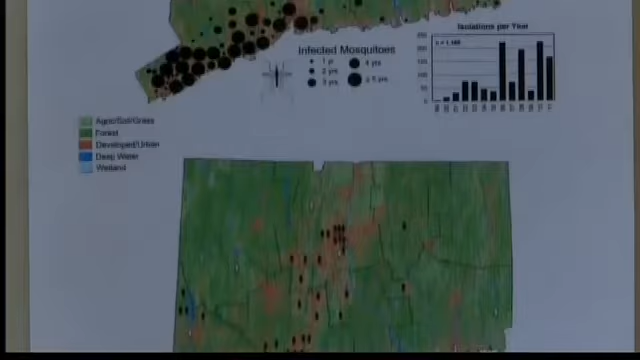 Isolations per Year
Infected Mosquitoes
1 yr
4 yrs
2 yrs
3 yrs
≥ 5 yrs
Agric/Soil/Grass
Forest
Developed/Urban
Deep Water
Wetland